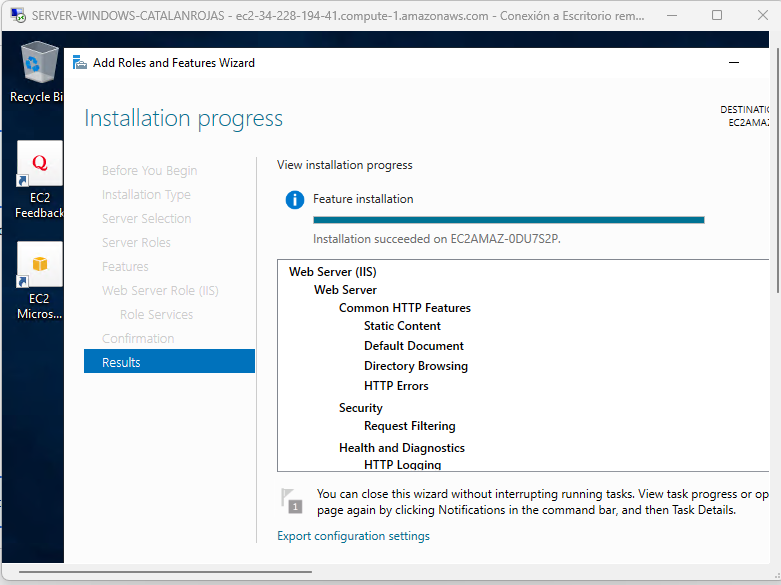 SERVER-WINDOWS-CATALANROJAS - ec2-34-228-194-41.compute-1.amazonaws.com - Conexión a Escritorio rem...
Recycle Bi
Q
EC2
Feedback
EC2
Micros...
Add Roles and Features Wizard
Installation progress
DESTINATIO
EC2AMAZ
Before You Begin
Installation Type
Server Selection
Server Roles
Features
Web Server Role (IIS)
Role Services
Confirmation
Results
View installation progress
Feature installation
Installation succeeded on EC2AMAZ-0DU7S2P.
Web Server (IIS)
Web Server
Common HTTP Features
Static Content
Default Document
Directory Browsing
HTTP Errors
Security
Request Filtering
Health and Diagnostics
HTTP Logging
1
You can close this wizard without interrupting running tasks. View task progress or op
page again by clicking Notifications in the command bar, and then Task Details.
Export configuration settings